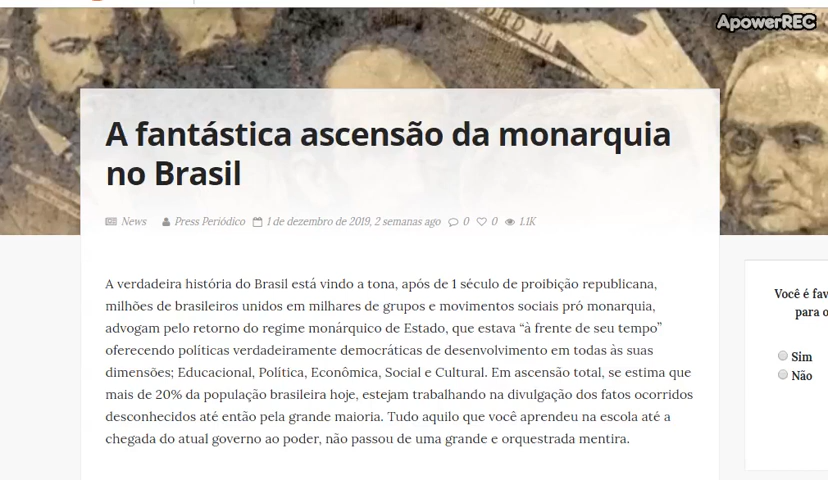 ApowerREC
A fantástica ascensão da monarquia
no Brasil
News Press Periódico 1 de dezembro de 2019, 2 semanas ago 0 0 1.1K
A verdadeira história do Brasil está vindo a tona, após de 1 século de proibição republicana,
milhões de brasileiros unidos em milhares de grupos e movimentos sociais pró monarquia,
advogam pelo retorno do regime monárquico de Estado, que estava “à frente de seu tempo”
oferecendo políticas verdadeiramente democráticas de desenvolvimento em todas às suas
dimensões; Educacional, Política, Econômica, Social e Cultural. Em ascensão total, se estima que
mais de 20% da população brasileira hoje, estejam trabalhando na divulgação dos fatos ocorridos
desconhecidos até então pela grande maioria. Tudo aquilo que você aprendeu na escola até a
chegada do atual governo ao poder, não passou de uma grande e orquestrada mentira.
Você é fav
para o
Sim
Não